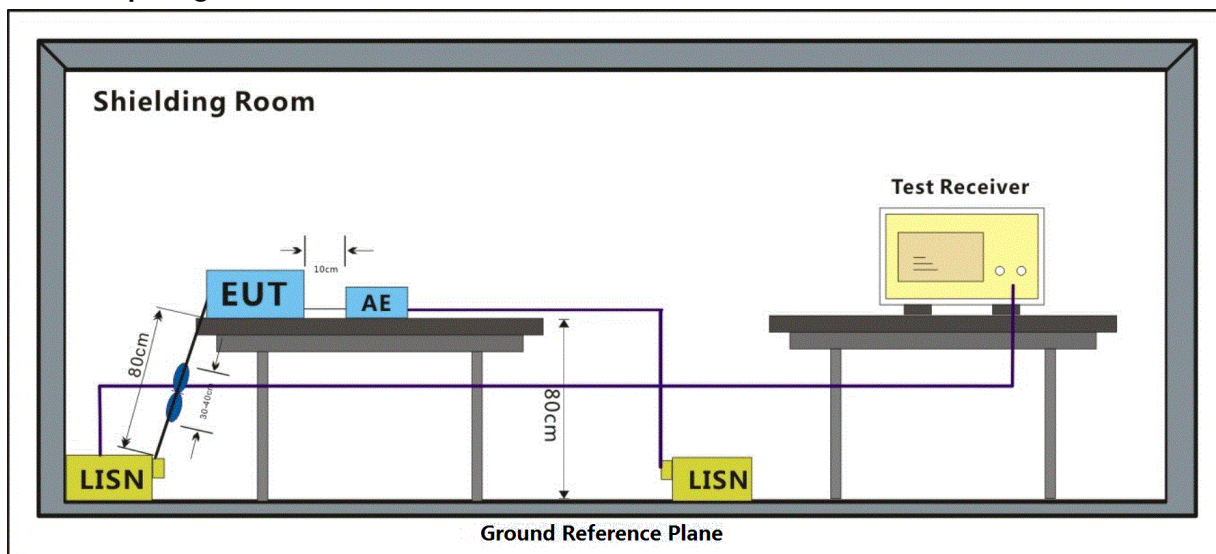 Shielding Room
Test Receiver
10cm
EUT
AE
80cm
30-40cm
80cm
LISN
LISN
Ground Reference Plane